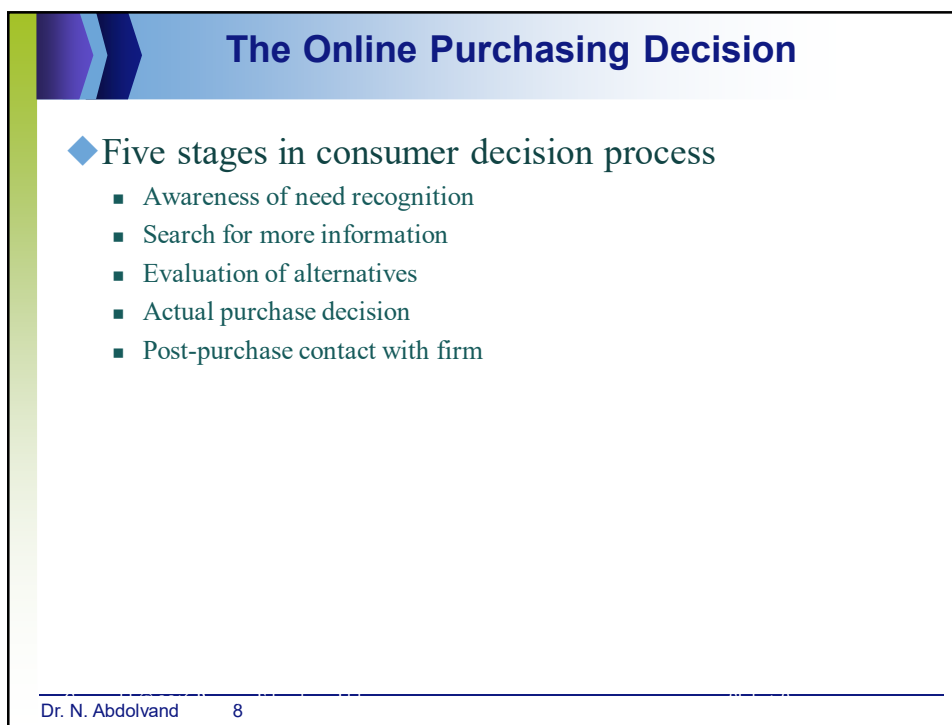 The Online Purchasing Decision
Five stages in consumer decision process
Awareness of need recognition
Search for more information
Evaluation of alternatives
Actual purchase decision
Post-purchase contact with firm
Dr. N. Abdolvand 8